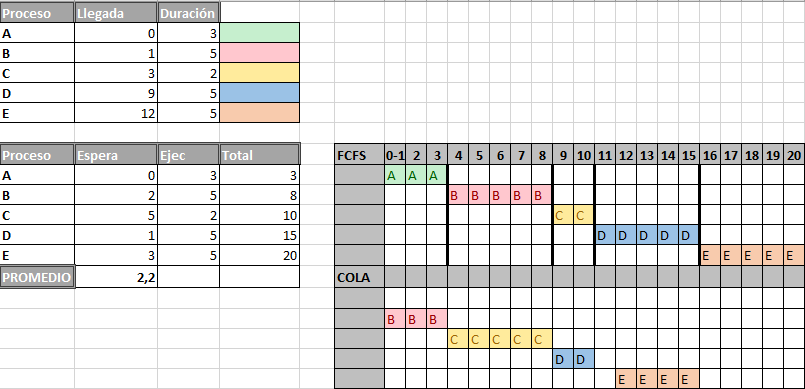 Proceso Llegada Duración
A 0 3
B 1 5
C 3 2
D 9 5
E 12 5
Proceso Espera Ejec Total
A 0 3 3
B 2 5 8
C 5 2 10
D 1 5 15
E 3 5 20
PROMEDIO 2,2
FCFS 0-1 2 3 4 5 6 7 8 9 10 11 12 13 14 15 16 17 18 19 20
A A A
B B B B B
C C
D D D D D
E E E E E
COLA
B B B
C C C C C
D D
E E E E